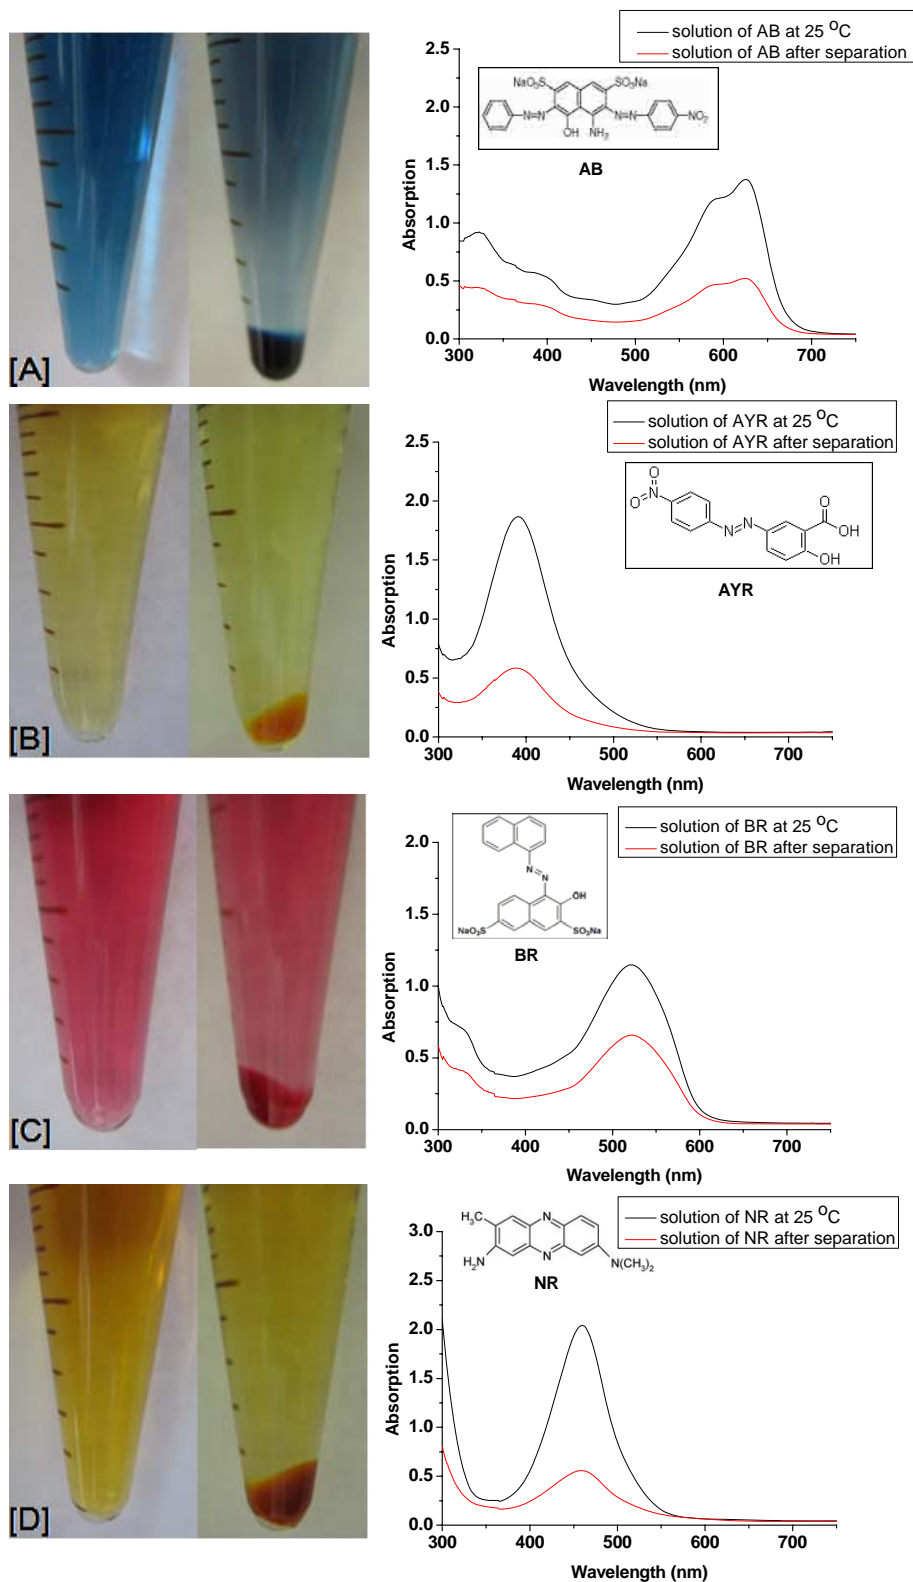 [A]
solution of AB at 25 °C
solution of AB after separation
2.5
2.0
1.5
1.0
0.5
0.0
Absorption
NaO₃S SO₃Na
N=N N=N NO₂
OH NH₂
AB
300 400 500 600 700
Wavelength (nm)
[B]
solution of AYR at 25 °C
solution of AYR after separation
2.5
2.0
1.5
1.0
0.5
0.0
Absorption
O
N
O
N=N
O
OH
OH
AYR
300 400 500 600 700
Wavelength (nm)
[C]
solution of BR at 25 °C
solution of BR after separation
2.0
1.5
1.0
0.5
0.0
Absorption
N=N
OH
NaO₃S SO₃Na
BR
300 400 500 600 700
Wavelength (nm)
[D]
solution of NR at 25 °C
solution of NR after separation
3.0
2.5
2.0
1.5
1.0
0.5
0.0
Absorption
H₃C N
H₂N N N(CH₃)₂
NR
300 400 500 600 700
Wavelength (nm)